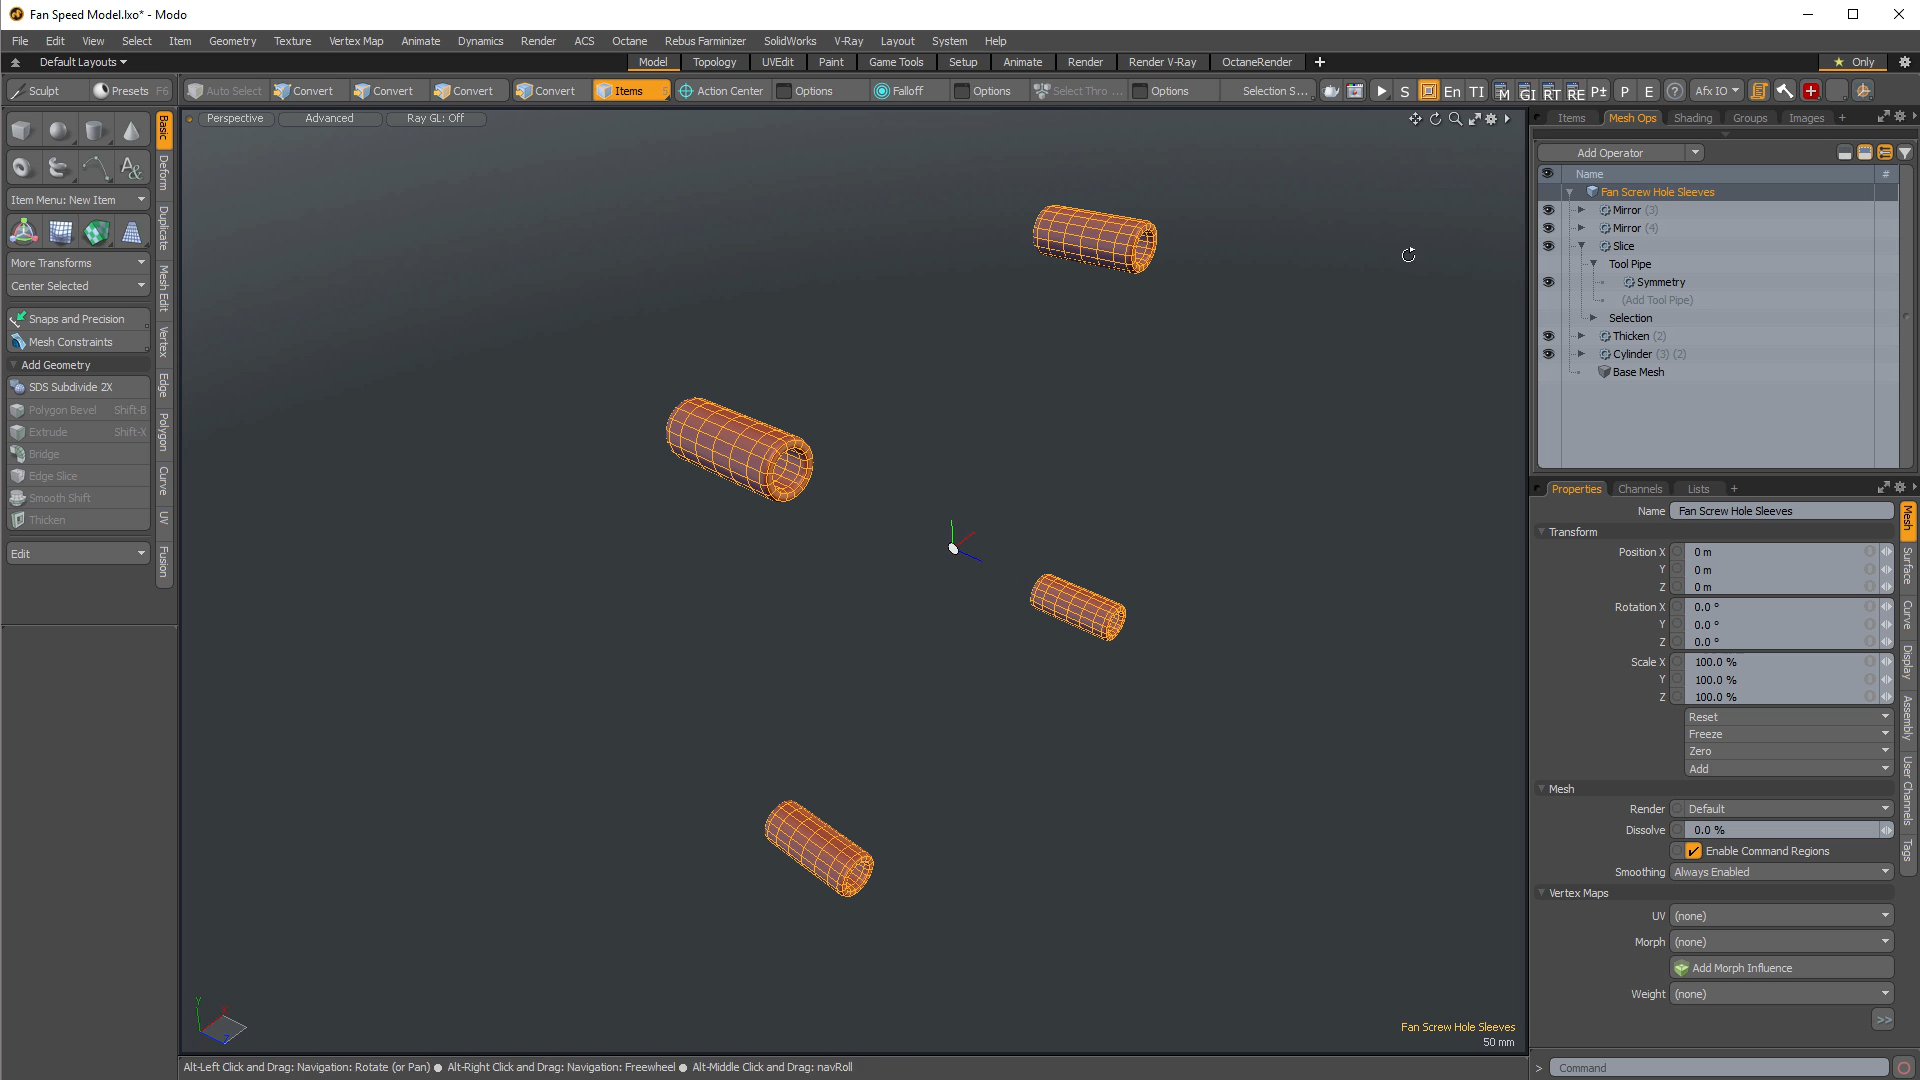 Fan Speed Model.lxo* - Modo
File Edit View Select Item Geometry Texture Vertex Map Animate Dynamics Render ACS Octane Rebus Farminizer SolidWorks V-Ray Layout System Help
Default Layouts Model Topology UVEdit Paint Game Tools Setup Animate Render Render V-Ray OctaneRender + Only
Sculpt Presets F6 Auto Select Convert Convert Convert Convert Items 5 Action Center Options Falloff Options Select Thro ... Options Selection S... S En TI M GI RT RE P± P E Afx IO
Perspective Advanced Ray GL: Off
Basic
Deform
Duplicate
Mesh Edit
Vertex
Edge
Polygon
Curve
UV
Fusion
Item Menu: New Item
More Transforms
Center Selected
Snaps and Precision
Mesh Constraints
Add Geometry
SDS Subdivide 2X
Polygon Bevel Shift-B
Extrude Shift-X
Bridge
Edge Slice
Smooth Shift
Thicken
Edit
Items Mesh Ops Shading Groups Images +
Add Operator
Name #
Fan Screw Hole Sleeves
Mirror (3)
Mirror (4)
Slice
Tool Pipe
Symmetry
(Add Tool Pipe)
Selection
Thicken (2)
Cylinder (3) (2)
Base Mesh
Properties Channels Lists +
Name Fan Screw Hole Sleeves
Transform
Position X 0 m
Y 0 m
Z 0 m
Rotation X 0.0 °
Y 0.0 °
Z 0.0 °
Scale X 100.0 %
Y 100.0 %
Z 100.0 %
Reset
Freeze
Zero
Add
Mesh
Render Default
Dissolve 0.0 %
Enable Command Regions
Smoothing Always Enabled
Vertex Maps
UV (none)
Morph (none)
Add Morph Influence
Weight (none)
>>
Mesh
Surface
Curve
Display
Assembly
User Channels
Tags
Y
Z
Fan Screw Hole Sleeves
50 mm
Alt-Left Click and Drag: Navigation: Rotate (or Pan) ● Alt-Right Click and Drag: Navigation: Freewheel ● Alt-Middle Click and Drag: navRoll
> Command